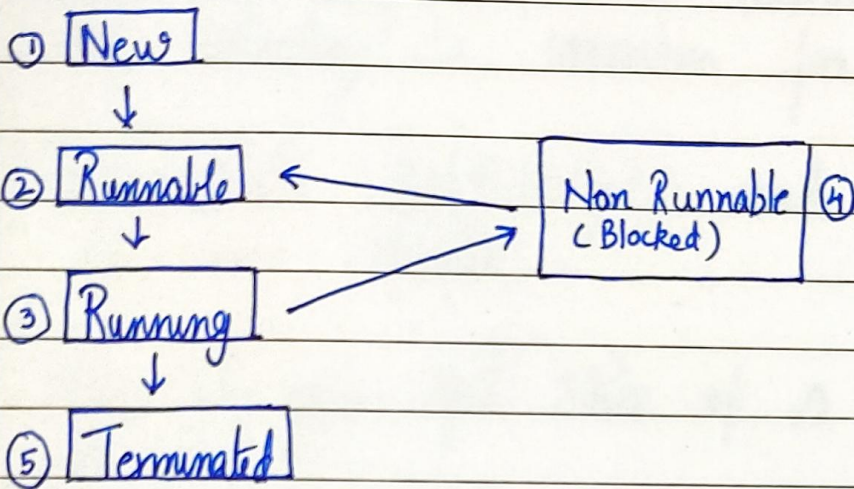 ① New
↓
② Runnable ←
Non Runnable ④
(Blocked)
↓
③ Running
↓
⑤ Terminated